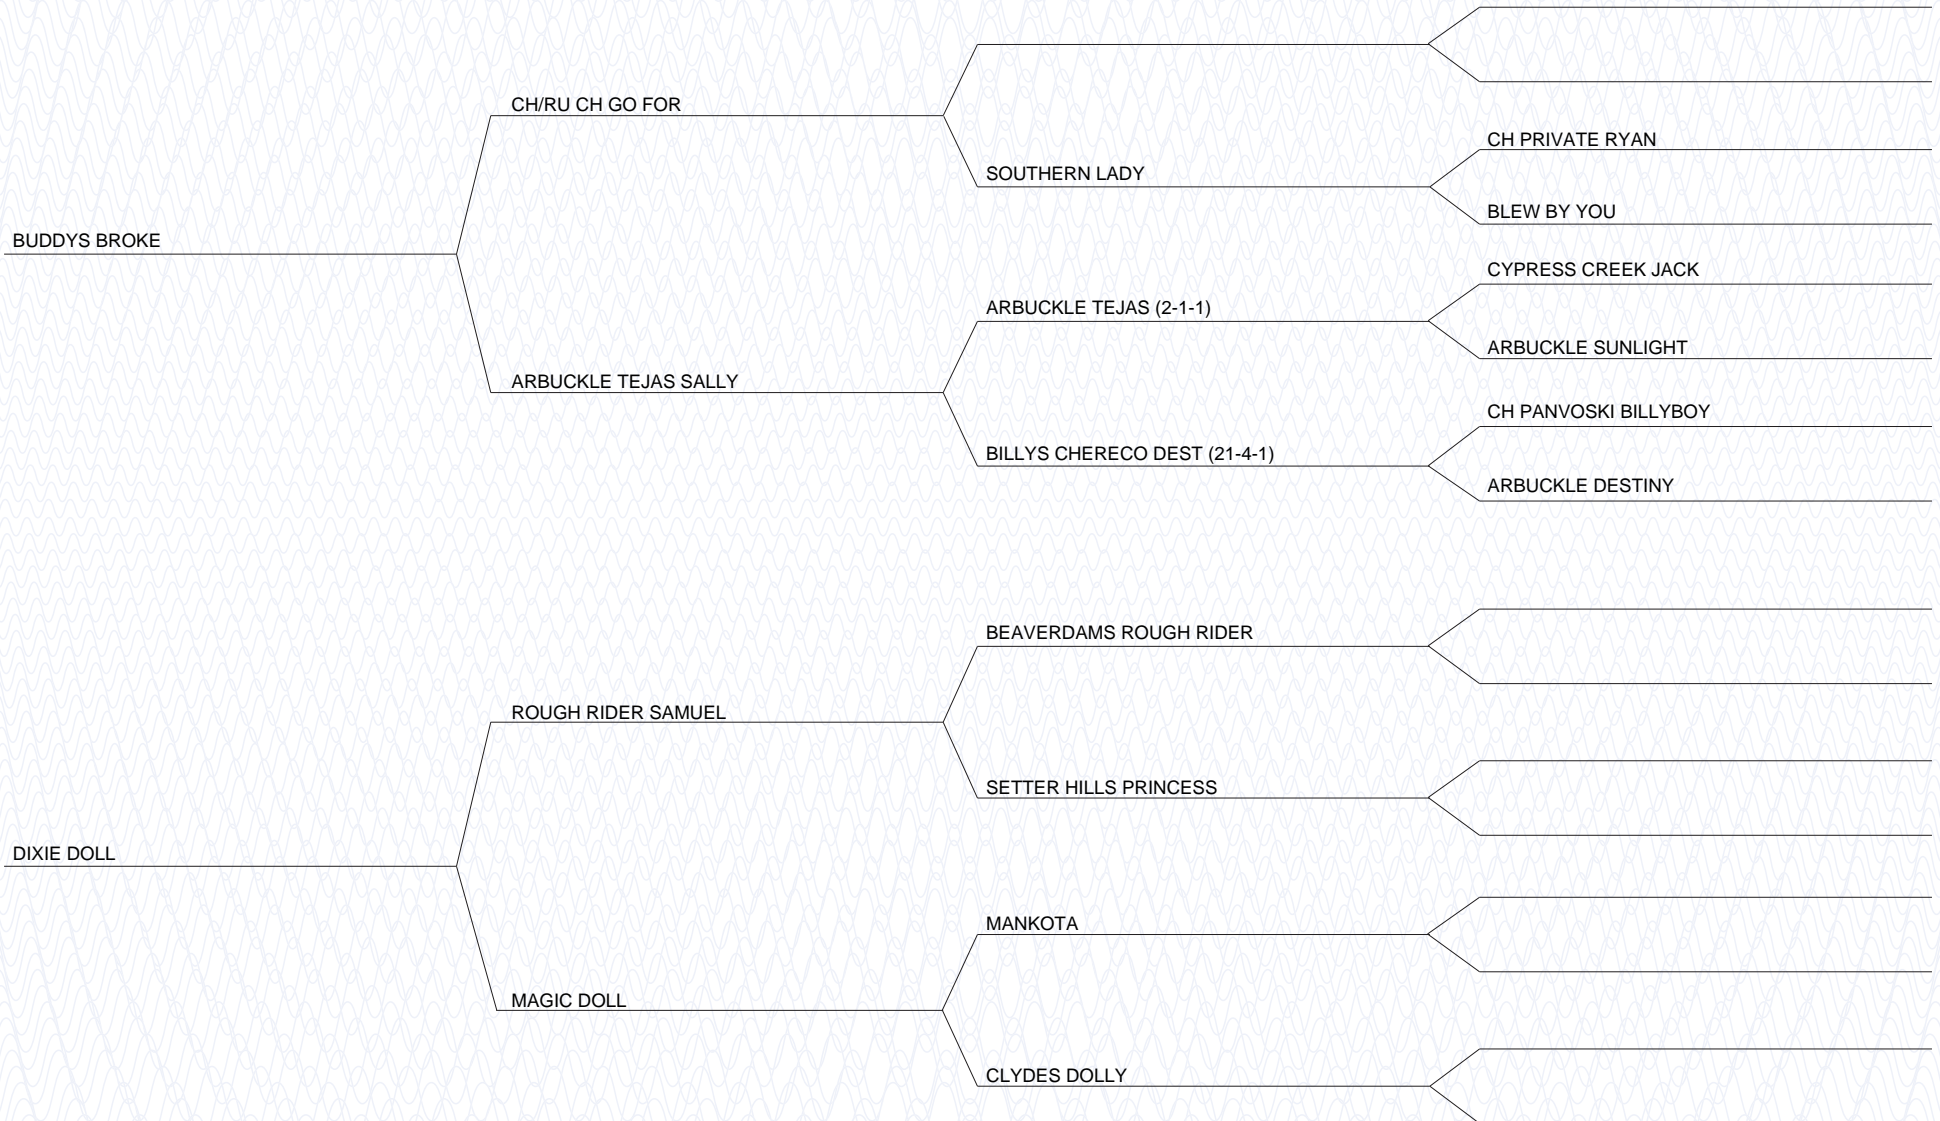 CH/RU CH GO FOR
CH PRIVATE RYAN
SOUTHERN LADY
BLEW BY YOU
BUDDYS BROKE
CYPRESS CREEK JACK
ARBUCKLE TEJAS (2-1-1)
ARBUCKLE SUNLIGHT
ARBUCKLE TEJAS SALLY
CH PANVOSKI BILLYBOY
BILLYS CHERECO DEST (21-4-1)
ARBUCKLE DESTINY
BEAVERDAMS ROUGH RIDER
ROUGH RIDER SAMUEL
SETTER HILLS PRINCESS
DIXIE DOLL
MANKOTA
MAGIC DOLL
CLYDES DOLLY